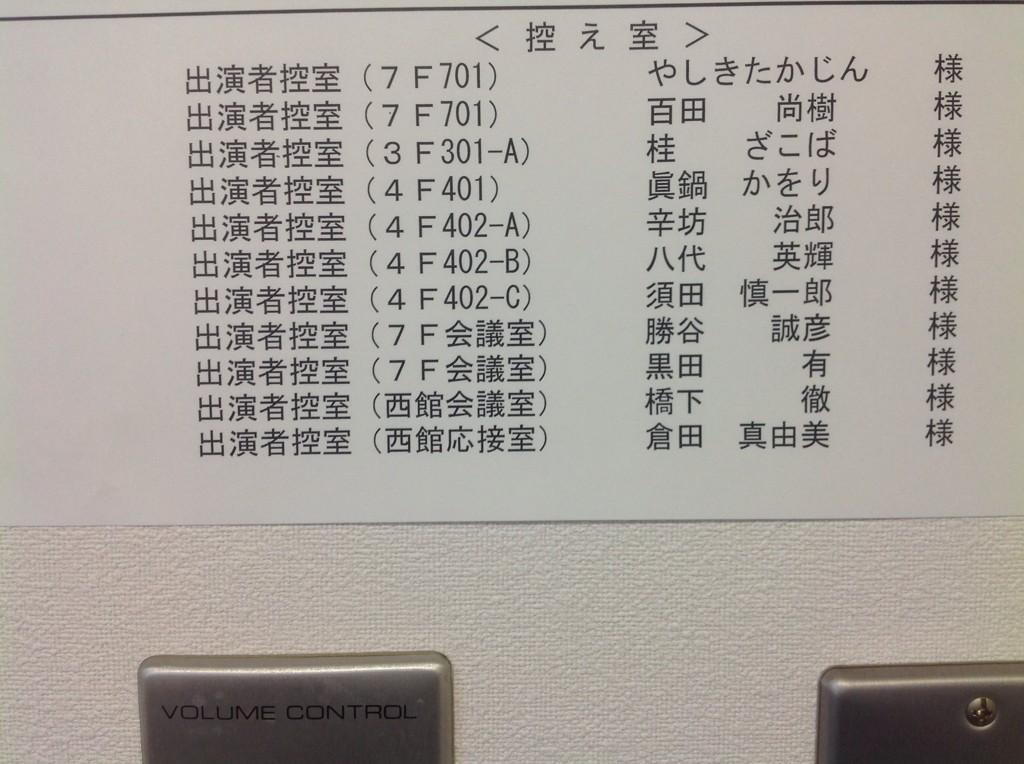 ＜ 控 え 室 ＞
出演者控室（７Ｆ701） やしきたかじん 様
出演者控室（７Ｆ701） 百田 尚樹 様
出演者控室（３Ｆ301-A） 桂 ざこば 様
出演者控室（４Ｆ401） 眞鍋 かをり 様
出演者控室（４Ｆ402-A） 辛坊 治郎 様
出演者控室（４Ｆ402-B） 八代 英輝 様
出演者控室（４Ｆ402-C） 須田 慎一郎 様
出演者控室（７Ｆ会議室） 勝谷 誠彦 様
出演者控室（７Ｆ会議室） 黒田 有 様
出演者控室（西館会議室） 橋下 徹 様
出演者控室（西館応接室） 倉田 真由美 様
VOLUME CONTROL